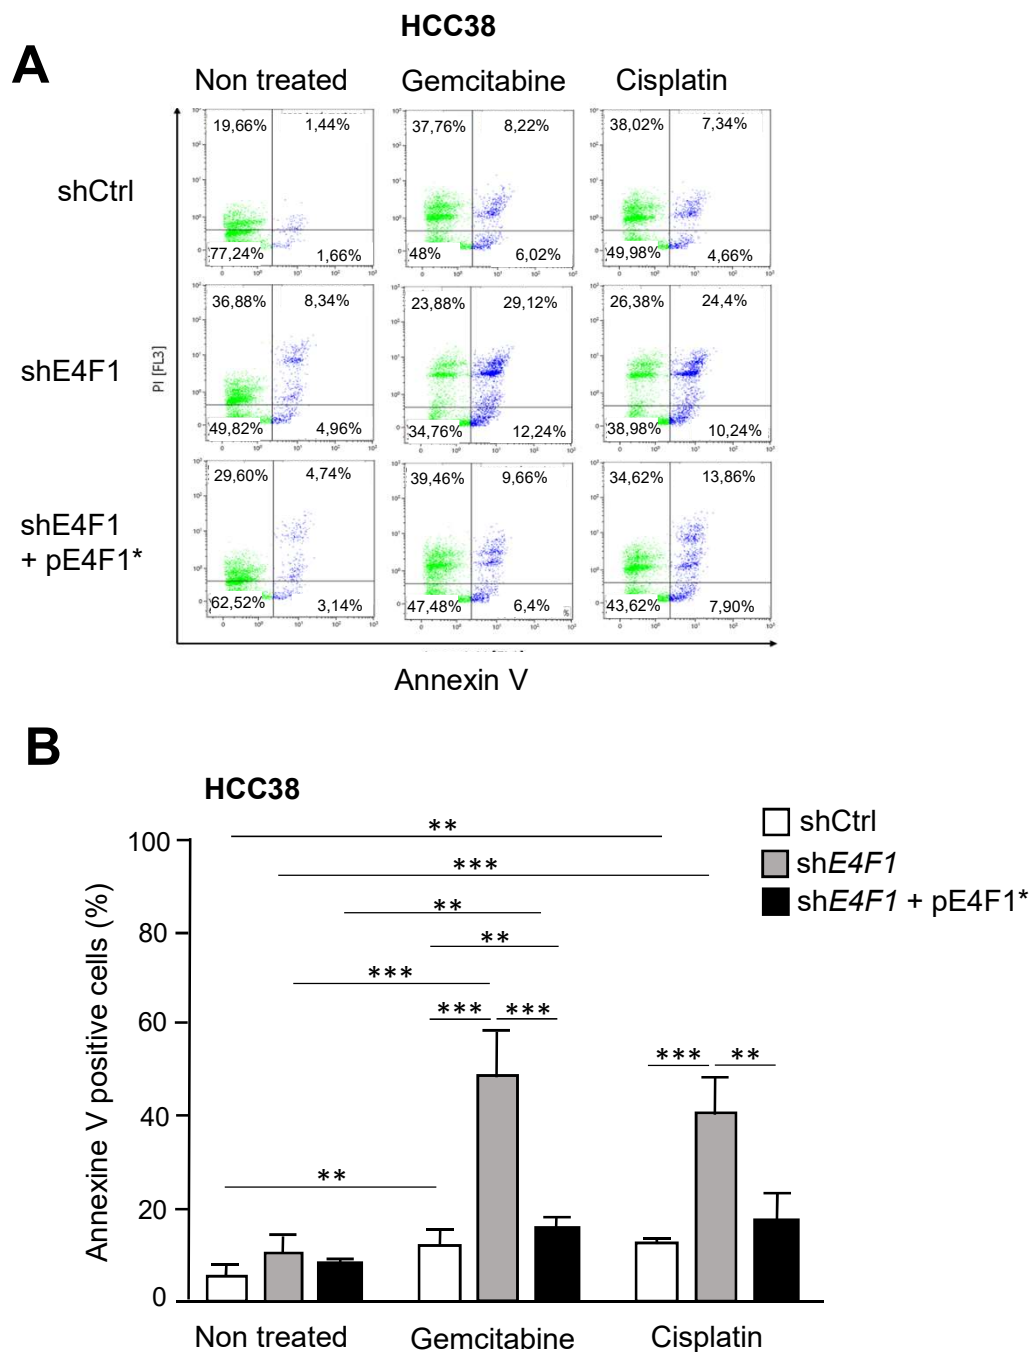 HCC38
A
Non treated Gemcitabine Cisplatin
shCtrl
19,66% 1,44% 37,76% 8,22% 38,02% 7,34%
77,24% 1,66% 48% 6,02% 49,98% 4,66%
shE4F1
36,88% 8,34% 23,88% 29,12% 26,38% 24,4%
49,82% 4,96% 34,76% 12,24% 38,98% 10,24%
shE4F1
+ pE4F1*
29,60% 4,74% 39,46% 9,66% 34,62% 13,86%
62,52% 3,14% 47,48% 6,4% 43,62% 7,90%
PI [FL3]
Annexin V
B
HCC38
shCtrl
shE4F1
shE4F1 + pE4F1*
Annexine V positive cells (%)
100
80
60
40
20
0
**
***
**
**
***
*** ***
*** **
**
Non treated Gemcitabine Cisplatin